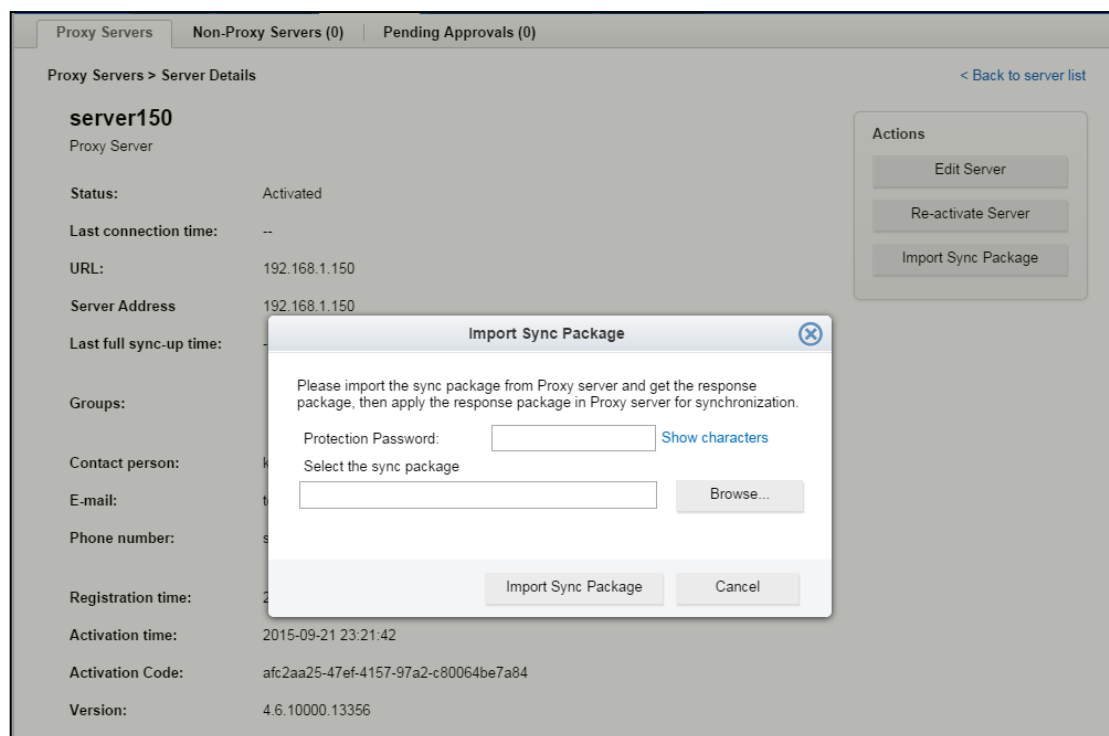 Proxy Servers Non-Proxy Servers (0) Pending Approvals (0)
Proxy Servers > Server Details < Back to server list
server150
Proxy Server
Actions
Edit Server
Re-activate Server
Import Sync Package
Status: Activated
Last connection time: --
URL: 192.168.1.150
Server Address 192.168.1.150
Last full sync-up time:
Groups:
Contact person:
E-mail:
Phone number:
Registration time:
Activation time: 2015-09-21 23:21:42
Activation Code: afc2aa25-47ef-4157-97a2-c80064be7a84
Version: 4.6.10000.13356
Import Sync Package
Please import the sync package from Proxy server and get the response
package, then apply the response package in Proxy server for synchronization.
Protection Password: Show characters
Select the sync package
Browse...
Import Sync Package Cancel